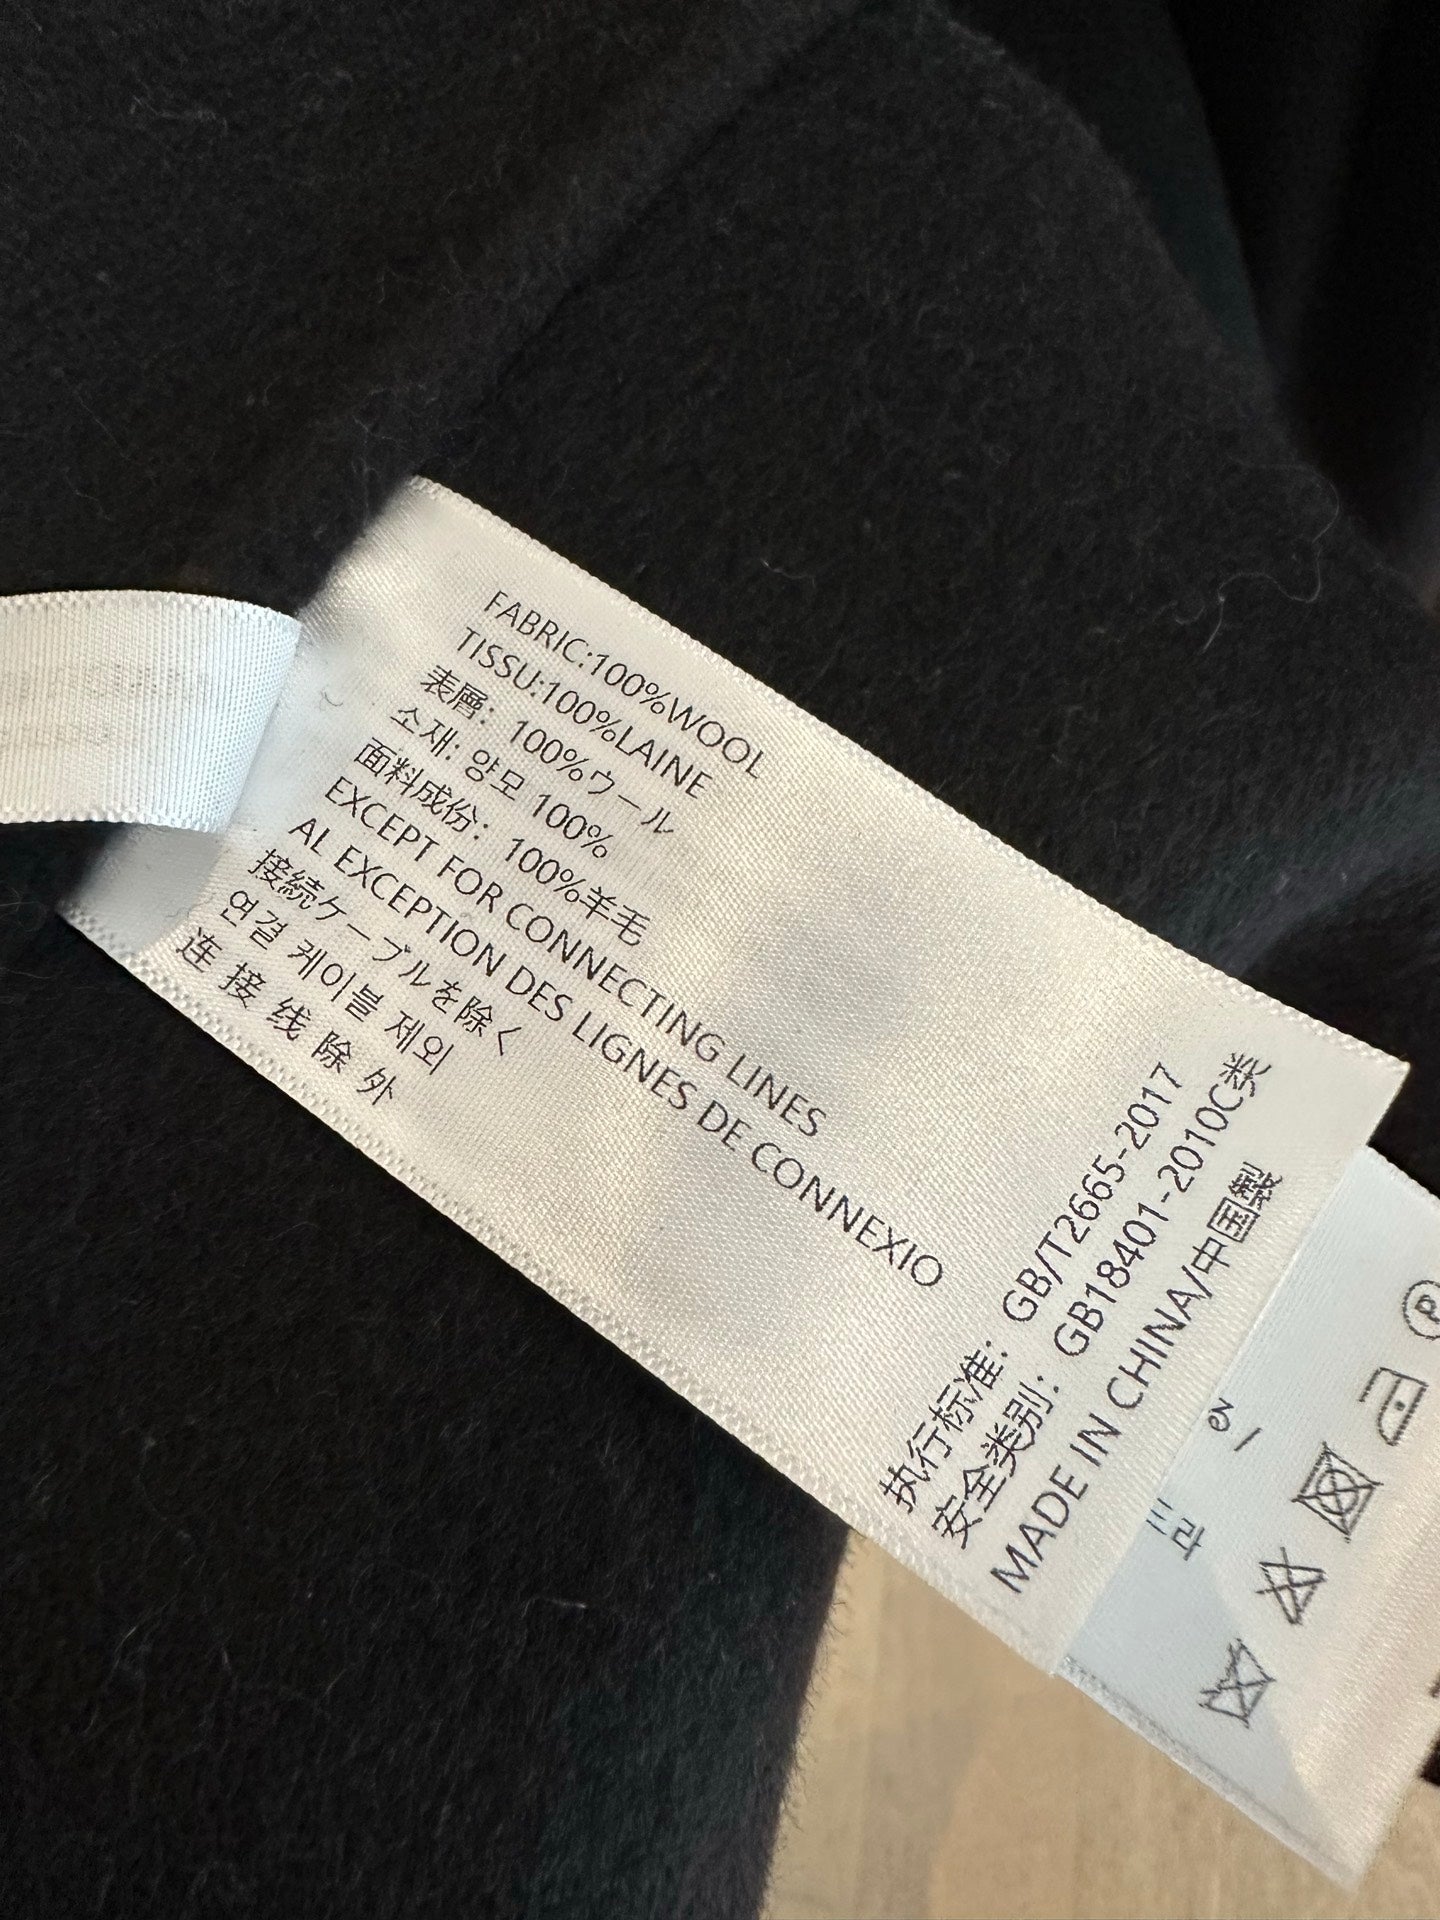 FABRIC:100%WOOL
TISSU:100%LAINE
表層: 100%ウール
소재: 양모 100%
面料成份: 100%羊毛
EXCEPT FOR CONNECTING LINES
AL EXCEPTION DES LIGNES DE CONNEXIO
接続ケーブルを除く
연결 케이블 제외
连接线除外
执行标准: GB/T2665-2017
安全类别: GB18401-2010C类
MADE IN CHINA/中国製
P